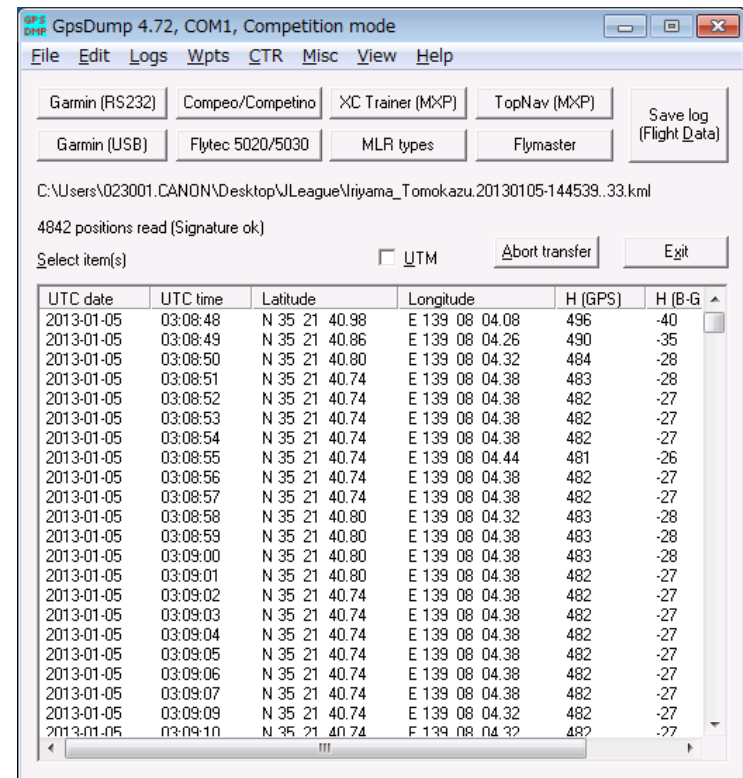 GPS DMP GpsDump 4.72, COM1, Competition mode
File Edit Logs Wpts CTR Misc View Help
Garmin (RS232) Compeo/Competino XC Trainer (MXP) TopNav (MXP) Save log (Flight Data)
Garmin (USB) Flytec 5020/5030 MLR types Flymaster
C:\Users\023001.CANON\Desktop\JLeague\Iriyama_Tomokazu.20130105-144539..33.kml
4842 positions read (Signature ok)
Select item(s) UTM Abort transfer Exit
UTC date UTC time Latitude Longitude H (GPS) H (B-G
2013-01-05 03:08:48 N 35 21 40.98 E 139 08 04.08 496 -40
2013-01-05 03:08:49 N 35 21 40.86 E 139 08 04.26 490 -35
2013-01-05 03:08:50 N 35 21 40.80 E 139 08 04.32 484 -28
2013-01-05 03:08:51 N 35 21 40.74 E 139 08 04.38 483 -28
2013-01-05 03:08:52 N 35 21 40.74 E 139 08 04.38 482 -27
2013-01-05 03:08:53 N 35 21 40.74 E 139 08 04.38 482 -27
2013-01-05 03:08:54 N 35 21 40.74 E 139 08 04.38 482 -27
2013-01-05 03:08:55 N 35 21 40.74 E 139 08 04.44 481 -26
2013-01-05 03:08:56 N 35 21 40.74 E 139 08 04.38 482 -27
2013-01-05 03:08:57 N 35 21 40.74 E 139 08 04.38 482 -27
2013-01-05 03:08:58 N 35 21 40.80 E 139 08 04.32 483 -28
2013-01-05 03:08:59 N 35 21 40.80 E 139 08 04.38 483 -28
2013-01-05 03:09:00 N 35 21 40.80 E 139 08 04.38 483 -28
2013-01-05 03:09:01 N 35 21 40.80 E 139 08 04.38 482 -27
2013-01-05 03:09:02 N 35 21 40.74 E 139 08 04.38 482 -27
2013-01-05 03:09:03 N 35 21 40.74 E 139 08 04.38 482 -27
2013-01-05 03:09:04 N 35 21 40.74 E 139 08 04.38 482 -27
2013-01-05 03:09:05 N 35 21 40.74 E 139 08 04.38 482 -27
2013-01-05 03:09:06 N 35 21 40.74 E 139 08 04.38 482 -27
2013-01-05 03:09:07 N 35 21 40.74 E 139 08 04.38 482 -27
2013-01-05 03:09:09 N 35 21 40.74 E 139 08 04.32 482 -27
2013-01-05 03:09:10 N 35 21 40.74 E 139 08 04.32 482 -27